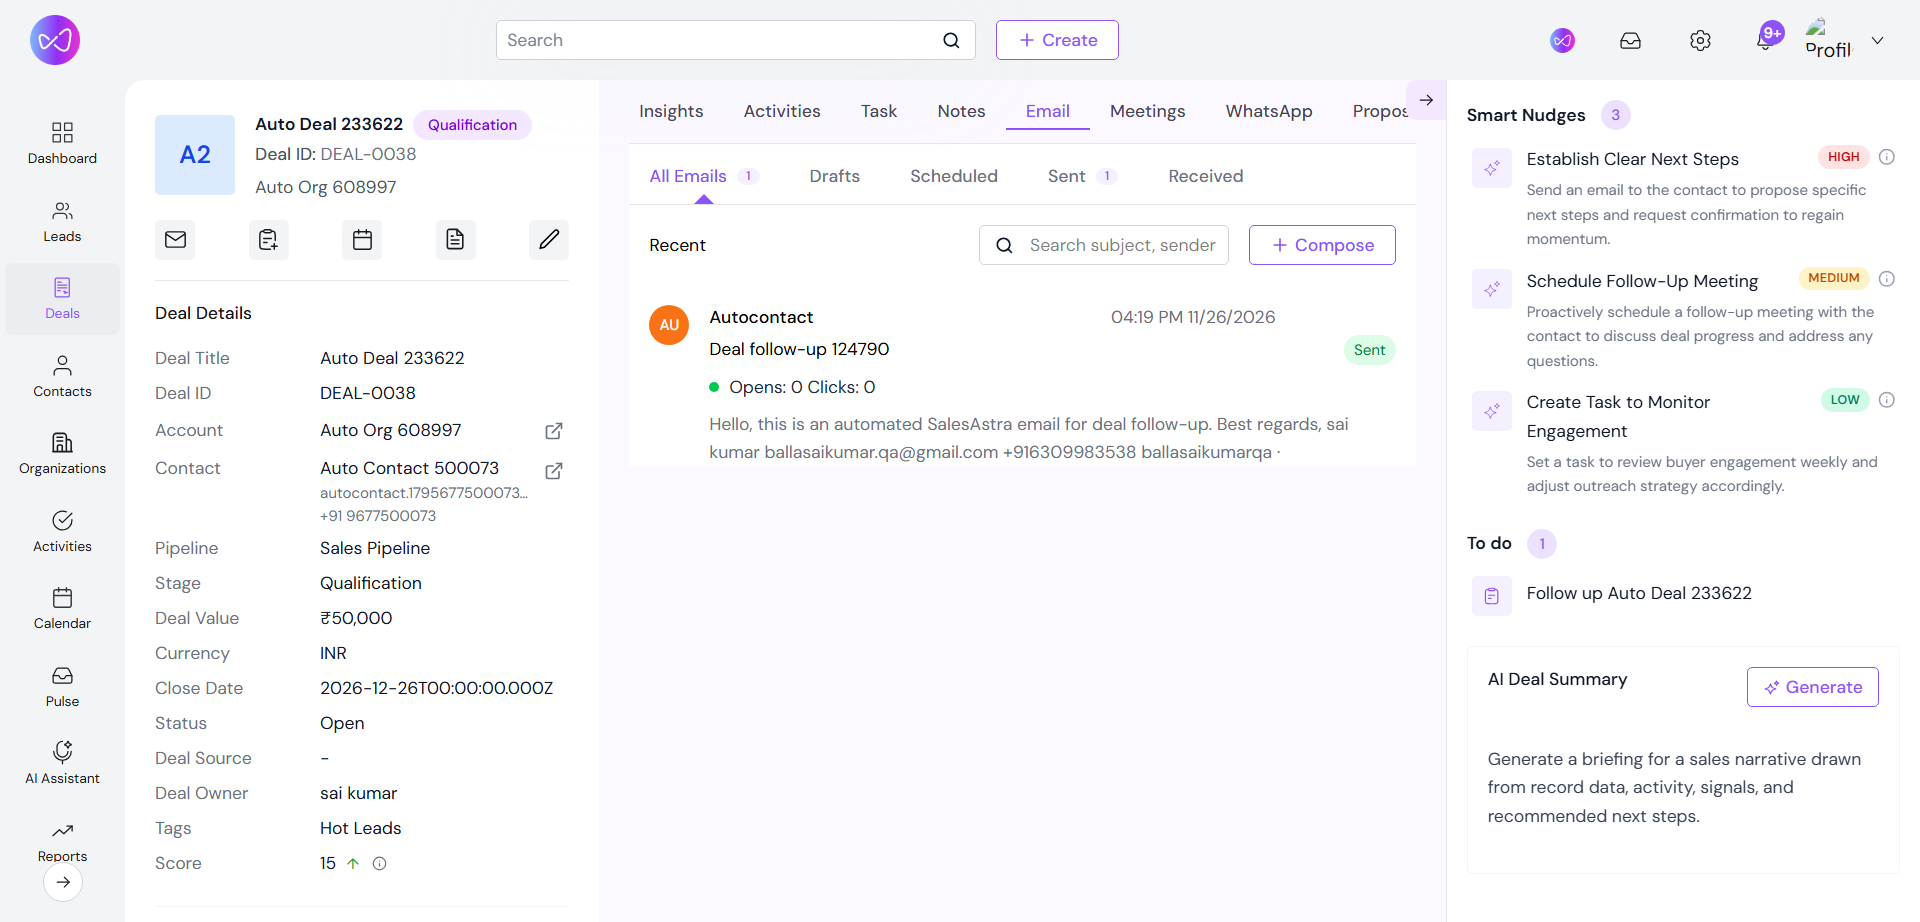 Search
+ Create
9+
Profil
Dashboard
Leads
Deals
Contacts
Organizations
Activities
Calendar
Pulse
AI Assistant
Reports
A2
Auto Deal 233622 Qualification
Deal ID: DEAL-0038
Auto Org 608997
Deal Details
Deal Title Auto Deal 233622
Deal ID DEAL-0038
Account Auto Org 608997
Contact Auto Contact 500073
autocontact.1795677500073...
+91 9677500073
Pipeline Sales Pipeline
Stage Qualification
Deal Value ₹50,000
Currency INR
Close Date 2026-12-26T00:00:00.000Z
Status Open
Deal Source -
Deal Owner sai kumar
Tags Hot Leads
Score 15
Insights Activities Task Notes Email Meetings WhatsApp Propos
All Emails 1 Drafts Scheduled Sent 1 Received
Recent
Search subject, sender
+ Compose
AU
Autocontact 04:19 PM 11/26/2026
Deal follow-up 124790
Sent
Opens: 0 Clicks: 0
Hello, this is an automated SalesAstra email for deal follow-up. Best regards, sai
kumar ballasaikumar.qa@gmail.com +916309983538 ballasaikumarqa ·
Smart Nudges 3
Establish Clear Next Steps HIGH
Send an email to the contact to propose specific
next steps and request confirmation to regain
momentum.
Schedule Follow-Up Meeting MEDIUM
Proactively schedule a follow-up meeting with the
contact to discuss deal progress and address any
questions.
Create Task to Monitor LOW
Engagement
Set a task to review buyer engagement weekly and
adjust outreach strategy accordingly.
To do 1
Follow up Auto Deal 233622
AI Deal Summary
Generate
Generate a briefing for a sales narrative drawn
from record data, activity, signals, and
recommended next steps.